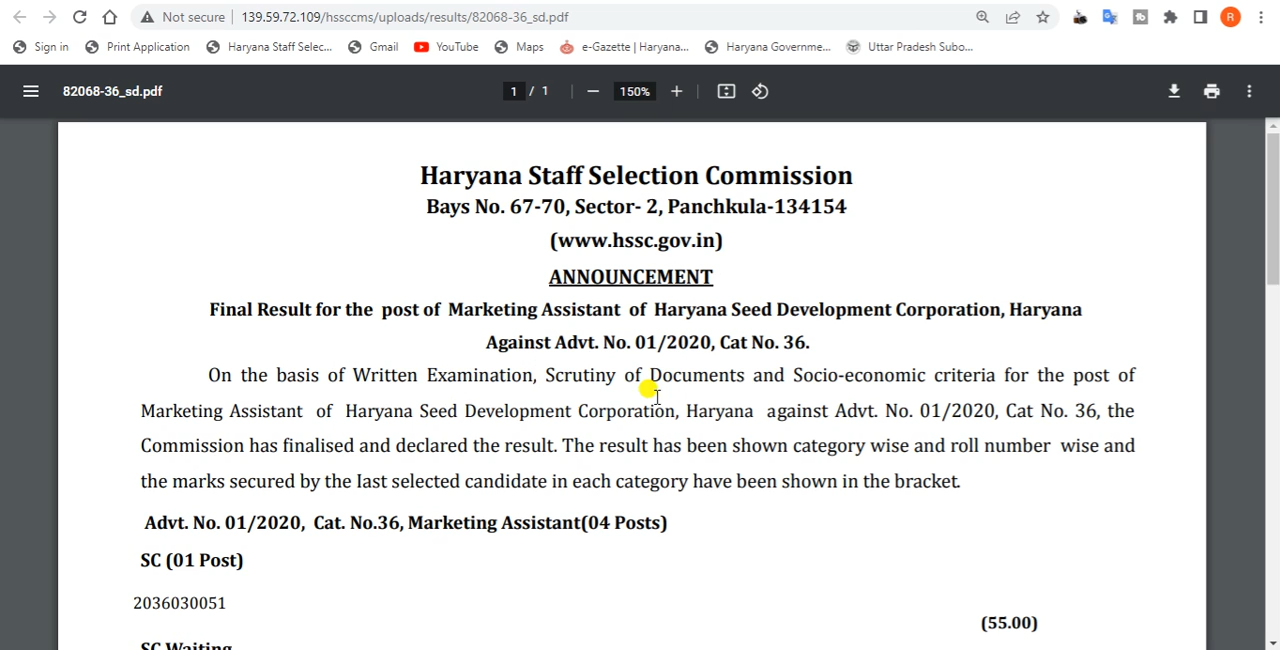 Not secure 139.59.72.109/hssccms/uploads/results/82068-36_sd.pdf
R
Sign in Print Application Haryana Staff Selec... Gmail YouTube Maps e-Gazette | Haryana... Haryana Governme... Uttar Pradesh Subo...
82068-36_sd.pdf 1 / 1 150%
Haryana Staff Selection Commission
Bays No. 67-70, Sector- 2, Panchkula-134154
(www.hssc.gov.in)
ANNOUNCEMENT
Final Result for the post of Marketing Assistant of Haryana Seed Development Corporation, Haryana
Against Advt. No. 01/2020, Cat No. 36.
On the basis of Written Examination, Scrutiny of Documents and Socio-economic criteria for the post of
Marketing Assistant of Haryana Seed Development Corporation, Haryana against Advt. No. 01/2020, Cat No. 36, the
Commission has finalised and declared the result. The result has been shown category wise and roll number wise and
the marks secured by the Iast selected candidate in each category have been shown in the bracket.
Advt. No. 01/2020, Cat. No.36, Marketing Assistant(04 Posts)
SC (01 Post)
2036030051
(55.00)
SC Waiting